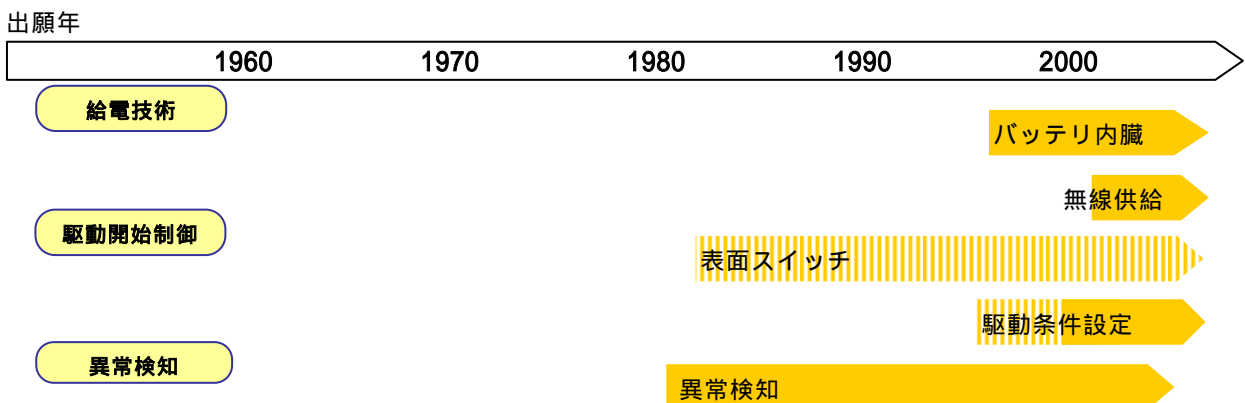 出願年
1960 1970 1980 1990 2000
給電技術
バッテリ内臓
無線供給
駆動開始制御
表面スイッチ
駆動条件設定
異常検知
異常検知